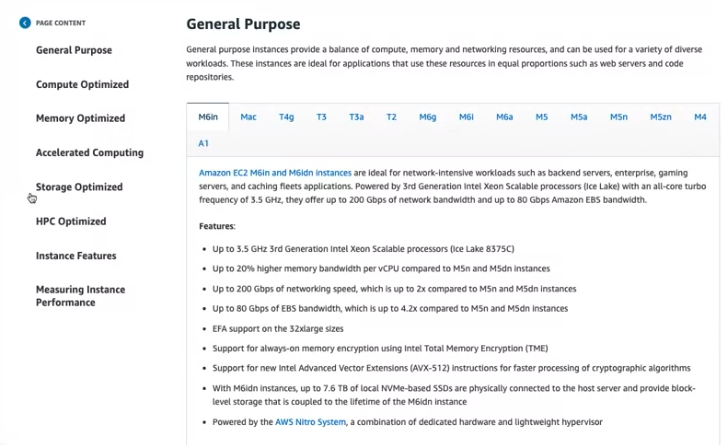 PAGE CONTENT
General Purpose
Compute Optimized
Memory Optimized
Accelerated Computing
Storage Optimized
HPC Optimized
Instance Features
Measuring Instance
Performance
General Purpose
General purpose instances provide a balance of compute, memory and networking resources, and can be used for a variety of diverse
workloads. These instances are ideal for applications that use these resources in equal proportions such as web servers and code
repositories.
M6in Mac T4g T3 T3a T2 M6g M6i M6a M5 M5a M5n M5zn M4
A1
Amazon EC2 M6in and M6idn instances are ideal for network-intensive workloads such as backend servers, enterprise, gaming
servers, and caching fleets applications. Powered by 3rd Generation Intel Xeon Scalable processors (Ice Lake) with an all-core turbo
frequency of 3.5 GHz, they offer up to 200 Gbps of network bandwidth and up to 80 Gbps Amazon EBS bandwidth.
Features:
• Up to 3.5 GHz 3rd Generation Intel Xeon Scalable processors (Ice Lake 8375C)
• Up to 20% higher memory bandwidth per vCPU compared to M5n and M5dn instances
• Up to 200 Gbps of networking speed, which is up to 2x compared to M5n and M5dn instances
• Up to 80 Gbps of EBS bandwidth, which is up to 4.2x compared to M5n and M5dn instances
• EFA support on the 32xlarge sizes
• Support for always-on memory encryption using Intel Total Memory Encryption (TME)
• Support for new Intel Advanced Vector Extensions (AVX-512) instructions for faster processing of cryptographic algorithms
• With M6idn instances, up to 7.6 TB of local NVMe-based SSDs are physically connected to the host server and provide block-
level storage that is coupled to the lifetime of the M6idn instance
• Powered by the AWS Nitro System, a combination of dedicated hardware and lightweight hypervisor